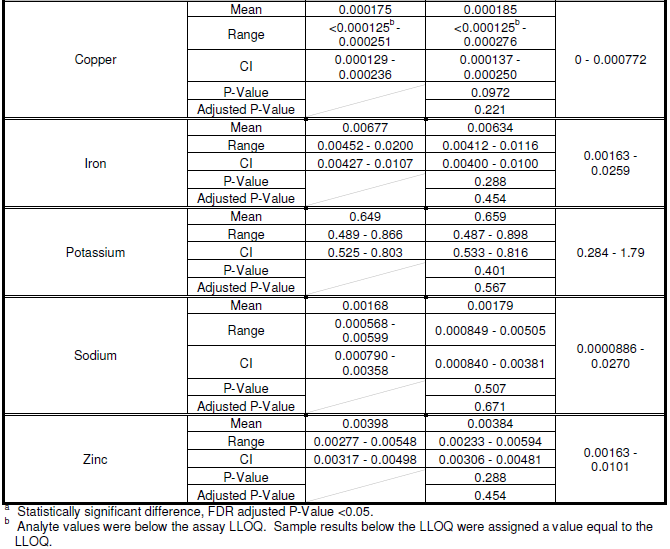 Copper
Mean 0.000175 0.000185
Range <0.000125b - 0.000251 <0.000125b - 0.000276
CI 0.000129 - 0.000236 0.000137 - 0.000250
0 - 0.000772
P-Value 0.0972
Adjusted P-Value 0.221
Iron
Mean 0.00677 0.00634
Range 0.00452 - 0.0200 0.00412 - 0.0116
CI 0.00427 - 0.0107 0.00400 - 0.0100
0.00163 - 0.0259
P-Value 0.288
Adjusted P-Value 0.454
Potassium
Mean 0.649 0.659
Range 0.489 - 0.866 0.487 - 0.898
CI 0.525 - 0.803 0.533 - 0.816
0.284 - 1.79
P-Value 0.401
Adjusted P-Value 0.567
Sodium
Mean 0.00168 0.00179
Range 0.000568 - 0.00599 0.000849 - 0.00505
CI 0.000790 - 0.00358 0.000840 - 0.00381
0.0000886 - 0.0270
P-Value 0.507
Adjusted P-Value 0.671
Zinc
Mean 0.00398 0.00384
Range 0.00277 - 0.00548 0.00233 - 0.00594
CI 0.00317 - 0.00498 0.00306 - 0.00481
0.00163 - 0.0101
P-Value 0.288
Adjusted P-Value 0.454
a Statistically significant difference, FDR adjusted P-Value <0.05.
b Analyte values were below the assay LLOQ. Sample results below the LLOQ were assigned a value equal to the
LLOQ.